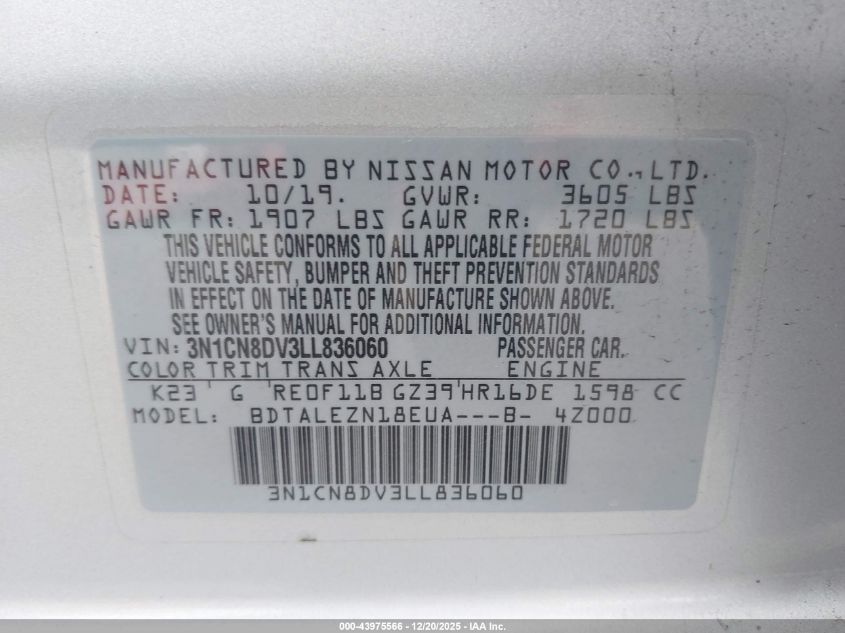 MANUFACTURED BY NISSAN MOTOR CO., LTD.
DATE: 10/19. GVWR: 3605 LBS
GAWR FR: 1907 LBS GAWR RR: 1720 LBS
THIS VEHICLE CONFORMS TO ALL APPLICABLE FEDERAL MOTOR
VEHICLE SAFETY, BUMPER AND THEFT PREVENTION STANDARDS
IN EFFECT ON THE DATE OF MANUFACTURE SHOWN ABOVE.
SEE OWNER'S MANUAL FOR ADDITIONAL INFORMATION.
VIN: 3N1CN8DV3LL836060 PASSENGER CAR.
COLOR TRIM TRANS AXLE ENGINE
K23 G RE0F11B GZ39 HR16DE 1598 CC
MODEL: BDTALEZN18EUA---B- 4Z000
3N1CN8DV3LL836060
000-43975566 - 12/20/2025 - IAA Inc.